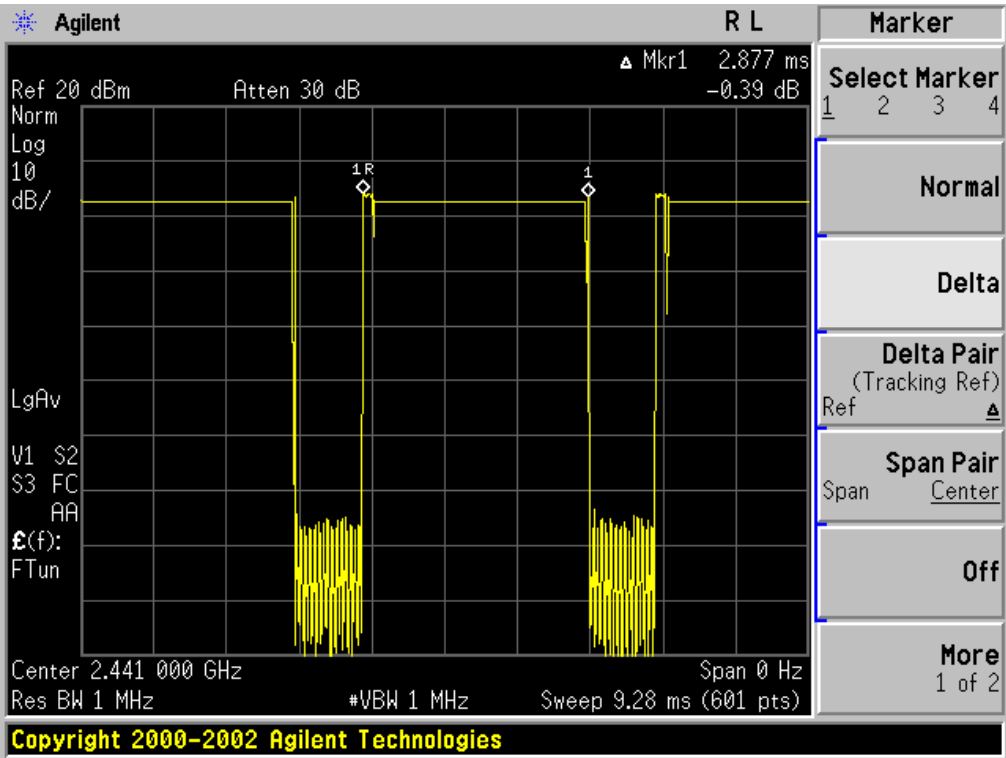 Agilent
R L
Marker
Δ Mkr1 2.877 ms
Ref 20 dBm Atten 30 dB -0.39 dB
Norm
Log
10
dB/
1R
1
LgAv
V1 S2
S3 FC
AA
£(f):
FTun
Center 2.441 000 GHz Span 0 Hz
Res BW 1 MHz #VBW 1 MHz Sweep 9.28 ms (601 pts)
Select Marker
1 2 3 4
Normal
Delta
Delta Pair
(Tracking Ref)
Ref Δ
Span Pair
Span Center
Off
More
1 of 2
Copyright 2000-2002 Agilent Technologies